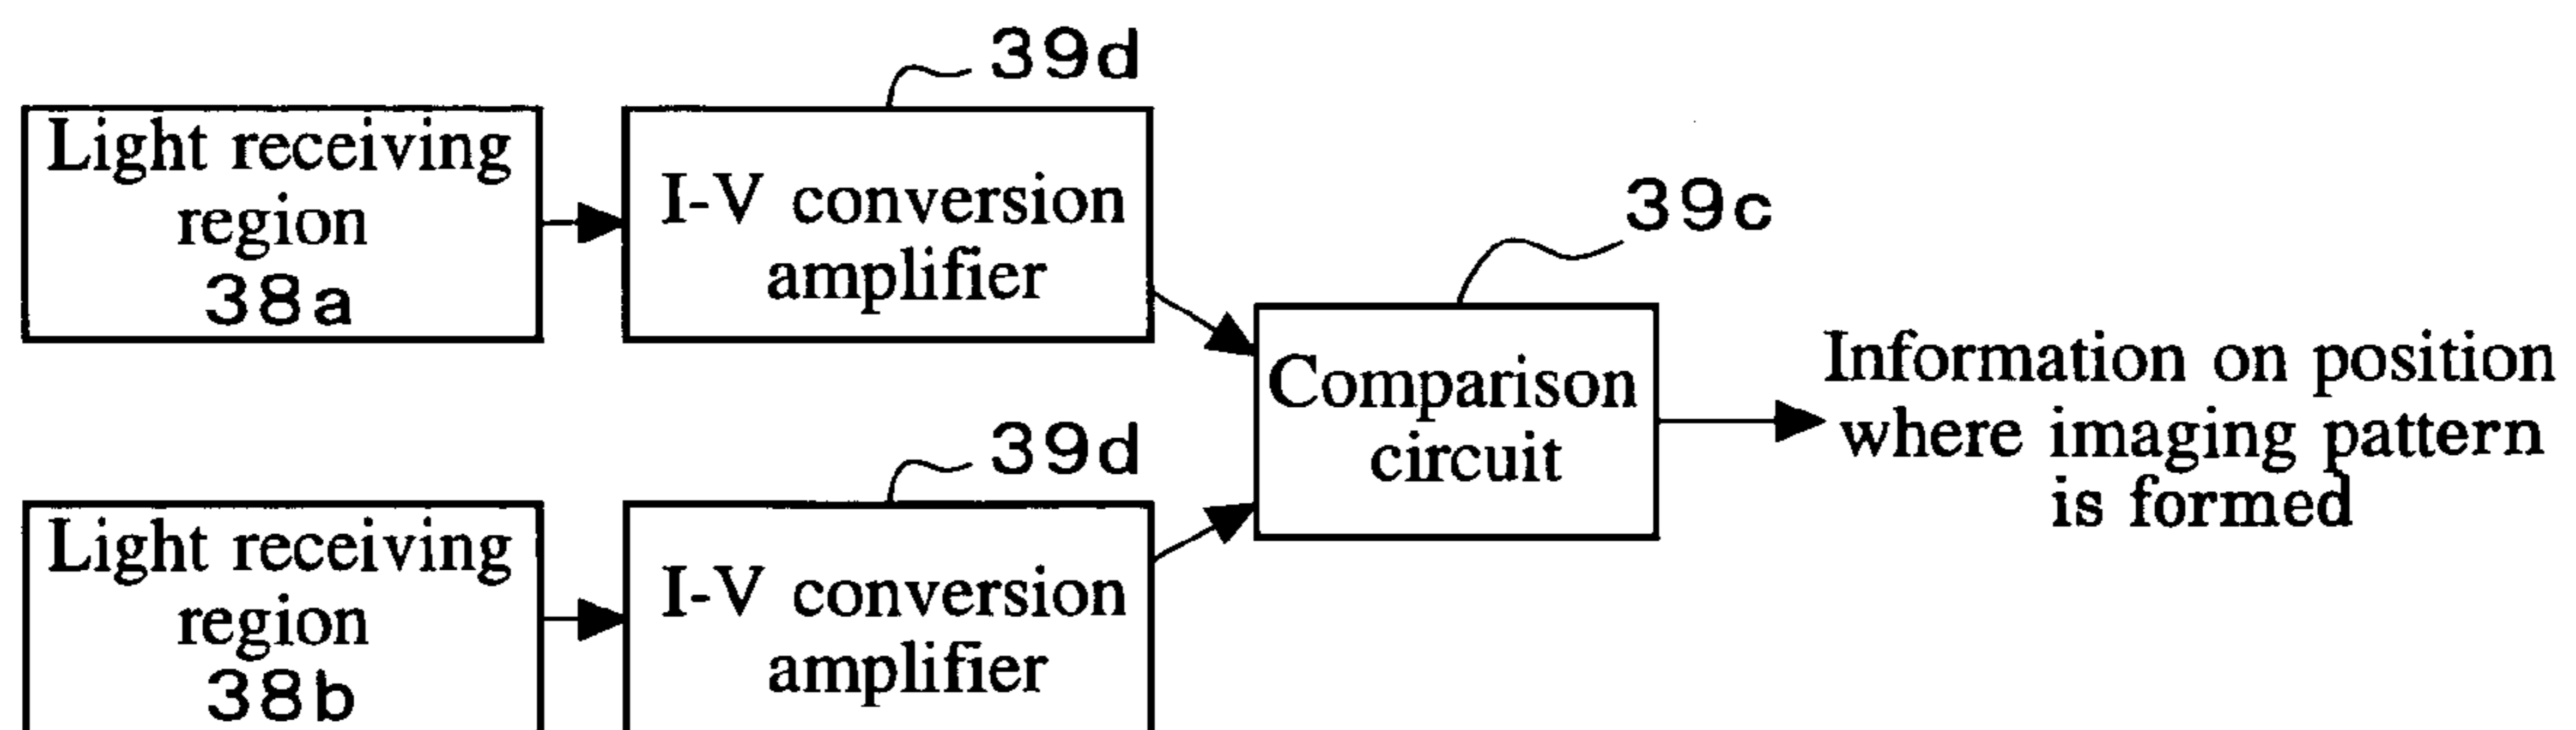 39d
Light receiving
region
38a
I-V conversion
amplifier
39c
Comparison
circuit
Information on position
where imaging pattern
is formed
39d
Light receiving
region
38b
I-V conversion
amplifier